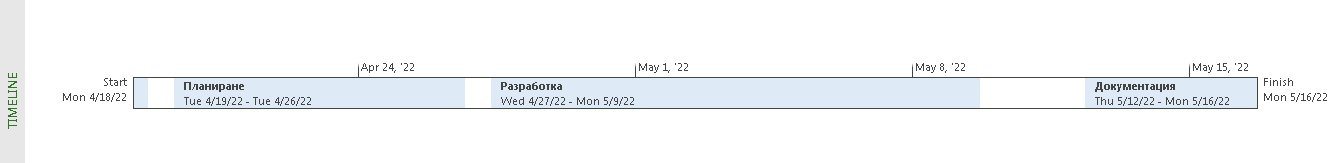 TIMELINE
Apr 24, '22
May 1, '22
May 8, '22
May 15, '22
Start
Mon 4/18/22
Планиране
Tue 4/19/22 - Tue 4/26/22
Разработка
Wed 4/27/22 - Mon 5/9/22
Документация
Thu 5/12/22 - Mon 5/16/22
Finish
Mon 5/16/22